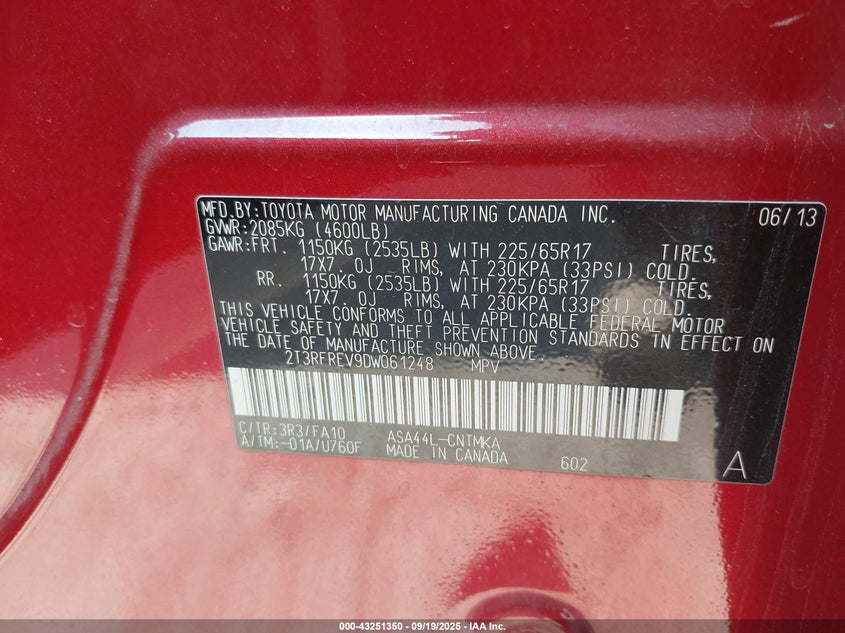 MFD.BY:TOYOTA MOTOR MANUFACTURING CANADA INC. 06/13
GVWR:2085KG (4600LB)
GAWR:FRT. 1150KG (2535LB) WITH 225/65R17 TIRES,
17X7.0J RIMS, AT 230KPA (33PSI) COLD.
RR. 1150KG (2535LB) WITH 225/65R17 TIRES,
17X7.0J RIMS, AT 230KPA (33PSI) COLD.
THIS VEHICLE CONFORMS TO ALL APPLICABLE FEDERAL MOTOR
VEHICLE SAFETY AND THEFT PREVENTION STANDARDS IN EFFECT ON
THE DATE OF MANUFACTURE SHOWN ABOVE.
2T3RFREV9DW061248 MPV
C/TR:3R3/FA10 ASA44L-CNTMKA
A/TM:-01A/U760F MADE IN CANADA 602 A
000-43251350 | 09/19/2025 | IAA Inc.